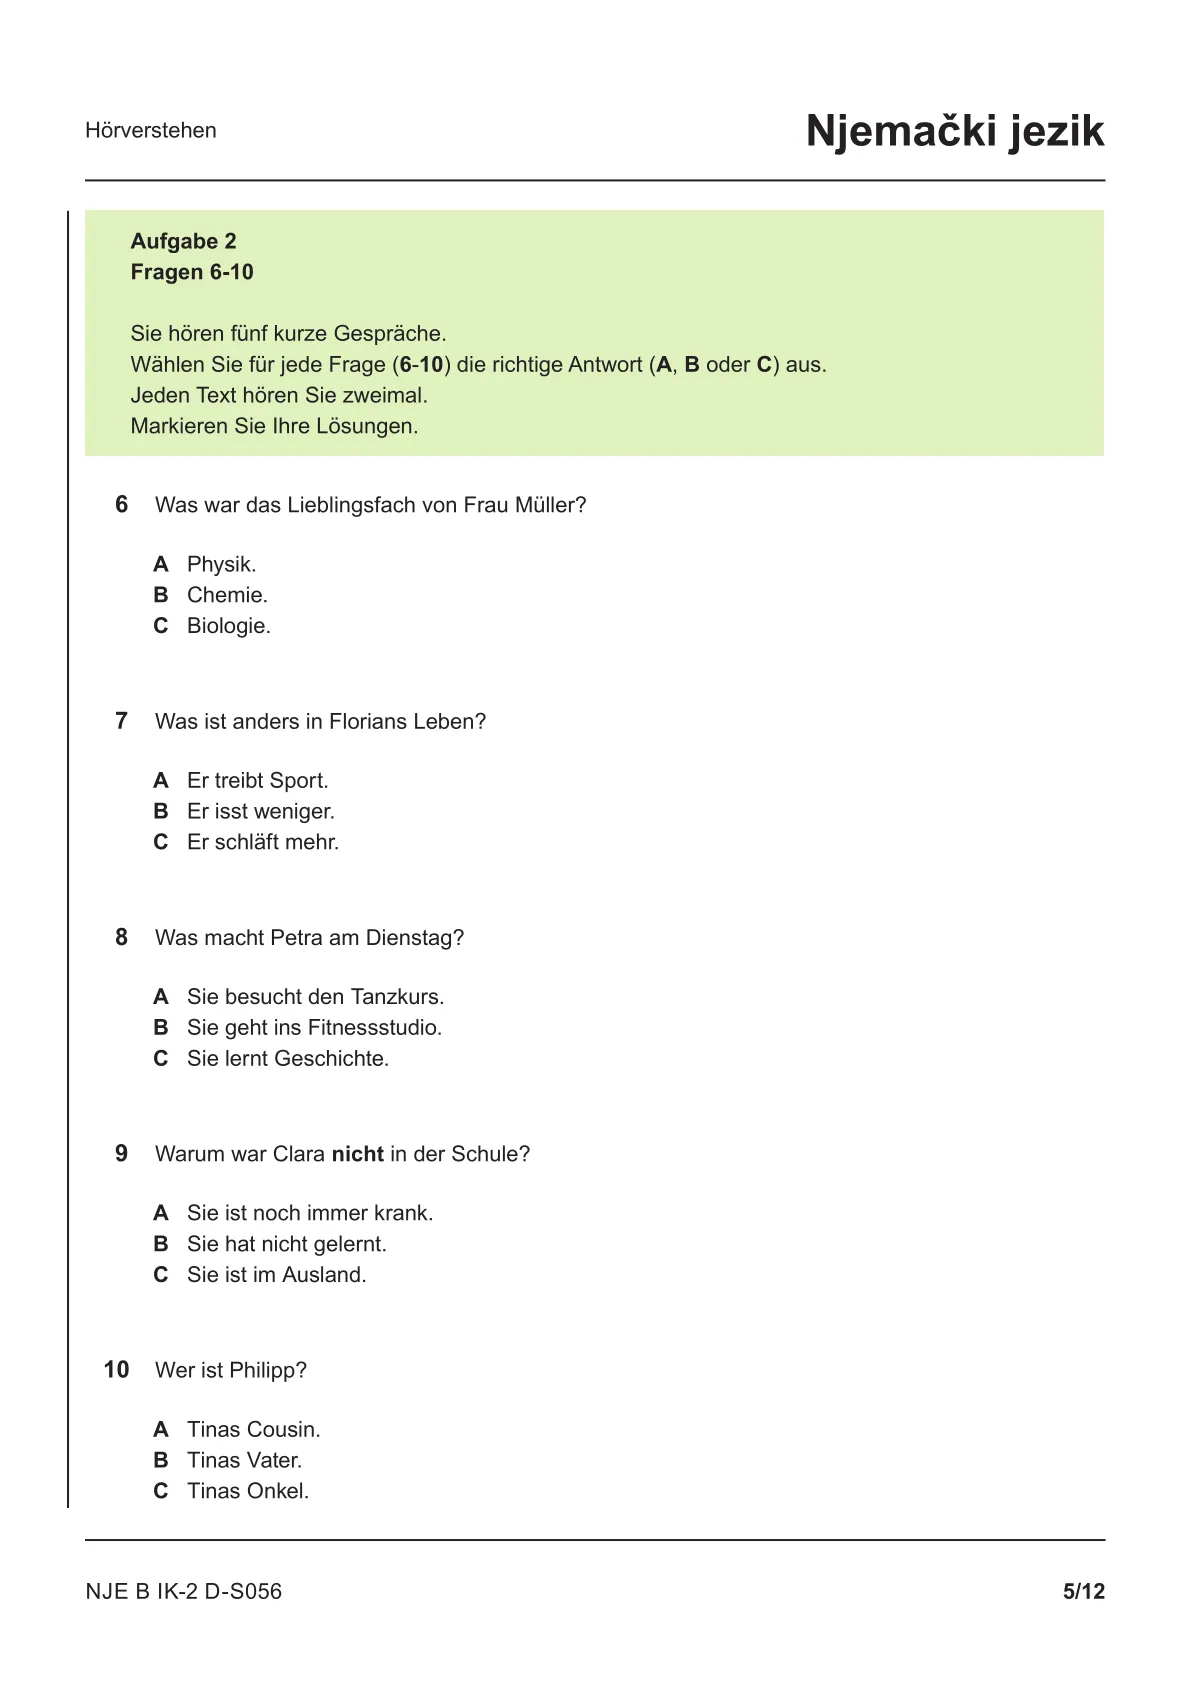 Hörverstehen
Njemački jezik
Aufgabe 2
Fragen 6-10
Sie hören fünf kurze Gespräche.
Wählen Sie für jede Frage (6-10) die richtige Antwort (A, B oder C) aus.
Jeden Text hören Sie zweimal.
Markieren Sie Ihre Lösungen.
6 Was war das Lieblingsfach von Frau Müller?
A Physik.
B Chemie.
C Biologie.
7 Was ist anders in Florians Leben?
A Er treibt Sport.
B Er isst weniger.
C Er schläft mehr.
8 Was macht Petra am Dienstag?
A Sie besucht den Tanzkurs.
B Sie geht ins Fitnessstudio.
C Sie lernt Geschichte.
9 Warum war Clara nicht in der Schule?
A Sie ist noch immer krank.
B Sie hat nicht gelernt.
C Sie ist im Ausland.
10 Wer ist Philipp?
A Tinas Cousin.
B Tinas Vater.
C Tinas Onkel.
NJE B IK-2 D-S056
5/12